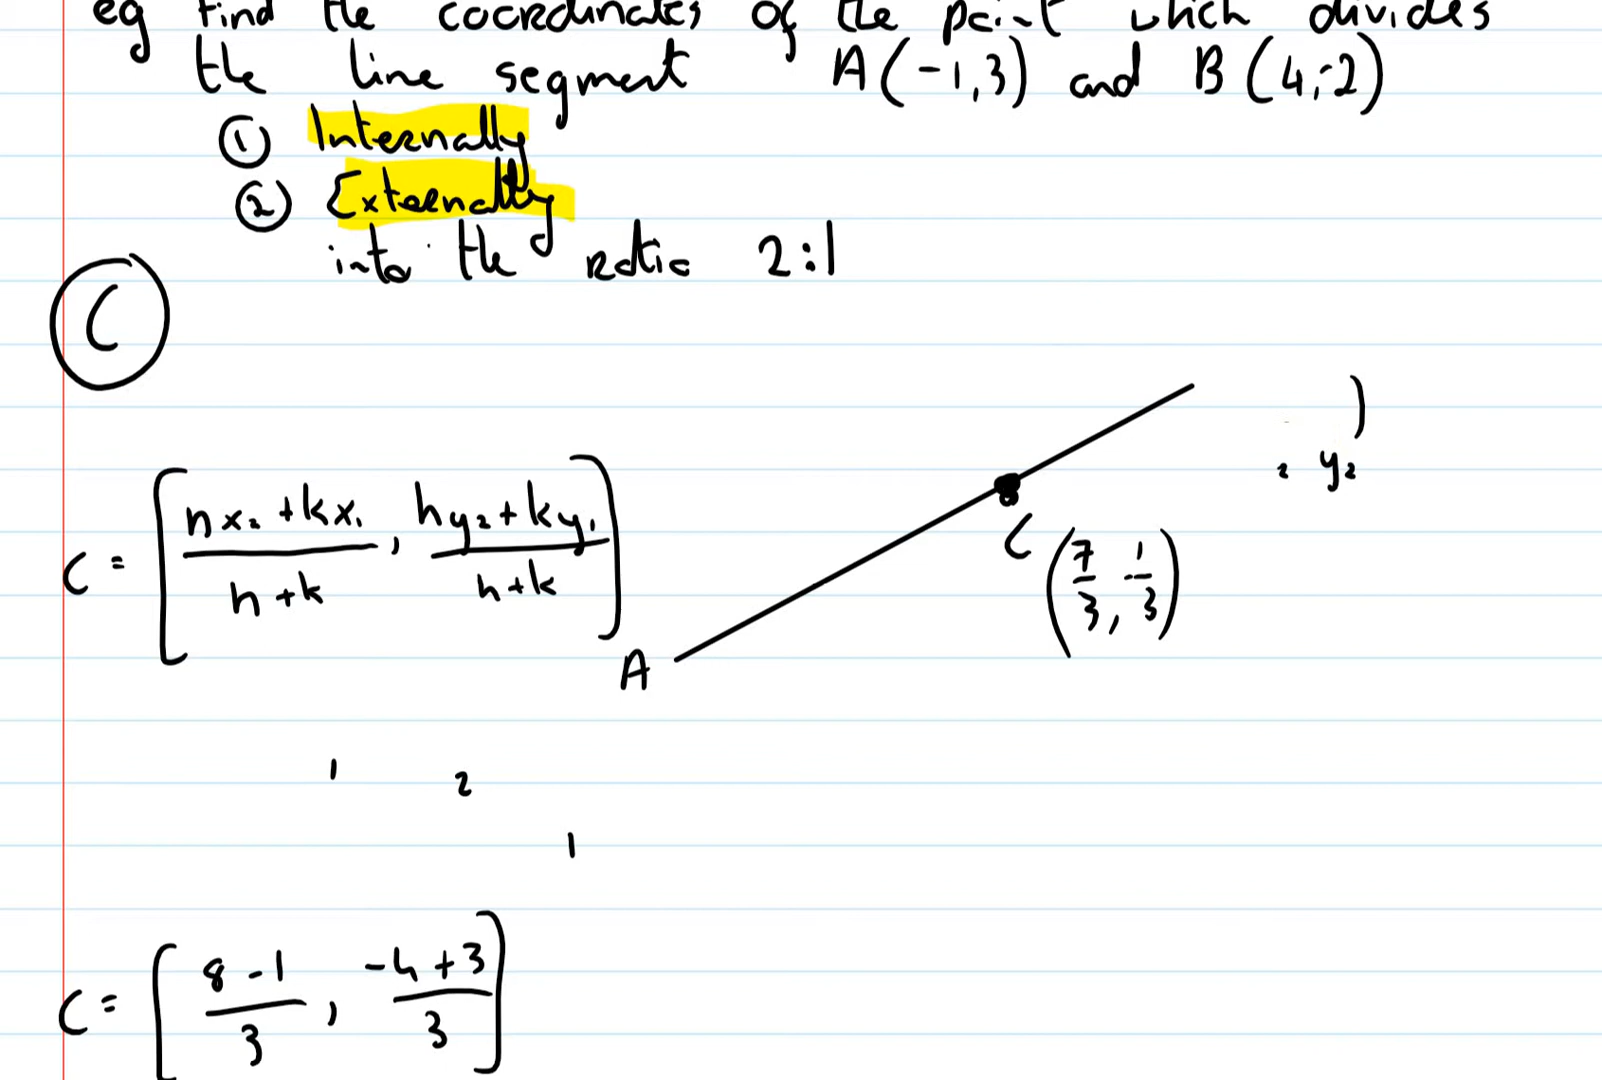 eg Find the coordinates of the point which divides
the line segment A(-1,3) and B(4,-2)
① Internally
② Externally
into the ratio 2:1
C
)
2 y₂
C = [ hx₂ + kx₁ / h + k , hy₂ + ky₁ / h + k ]
C (7/3, -1/3)
A
1 2
1
C = [ 8 - 1 / 3 , -4 + 3 / 3 ]